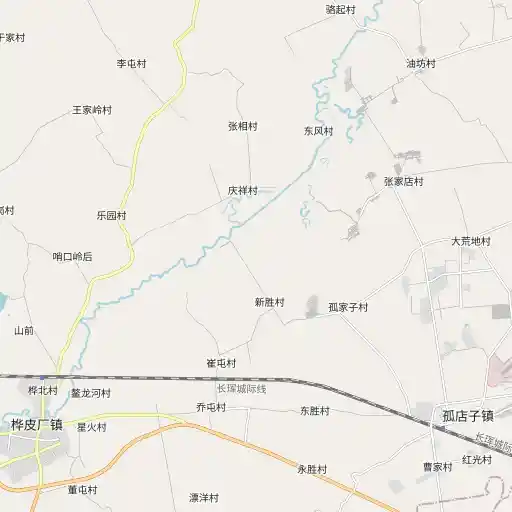 骆起村
于家村
李屯村
油坊村
王家岭村
张相村
东风村
张家店村
庆祥村
岗村
乐园村
大荒地村
哨口岭后
新胜村
孤家子村
山前
崔屯村
桦北村
鳌龙河村
长珲城际线
乔屯村
东胜村
孤店子镇
桦皮厂镇
星火村
长珲城际
红光村
永胜村
曹家村
董屯村
漂洋村